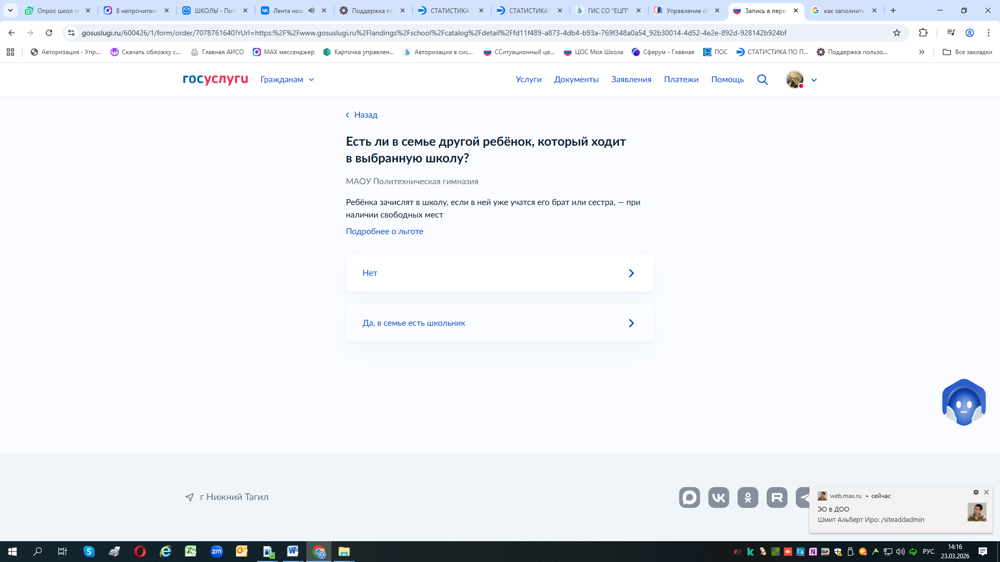 Опрос школ п
8 непрочитан
ШКОЛЫ - Поч
Лента ново
Поддержка по
СТАТИСТИКА
СТАТИСТИКА
ГИС СО "ЕЦП"
Управление об
Запись в перв
как заполнить
gosuslugi.ru/600426/1/form/order/7078761640?rUrl=https:%2F%2Fwww.gosuslugi.ru%2Flandings%2Fschool%2Fcatalog%2Fdetail%2Ffd11f489-a873-4db4-b93a-769f348a0a54_92b30014-4d52-4e2e-892d-928142b924bf
Авторизация - Упр...
Скачать обложку с...
Главная АИСО
MAX мессенджер
Карточка управлен...
Авторизация в сис...
ССитуационный це...
ЦОС Моя Школа
Сферум - Главная
ПОС
СТАТИСТИКА ПО П...
Поддержка пользо...
Все закладки
госуслуги
Гражданам
Услуги
Документы
Заявления
Платежи
Помощь
Назад
Есть ли в семье другой ребёнок, который ходит
в выбранную школу?
МАОУ Политехническая гимназия
Ребёнка зачислят в школу, если в ней уже учатся его брат или сестра, — при
наличии свободных мест
Подробнее о льготе
Нет
Да, в семье есть школьник
г Нижний Тагил
web.max.ru • сейчас
ЭО в ДОО
Шмит Альберт Иро: /siteaddadmin
РУС
14:16
23.03.2026